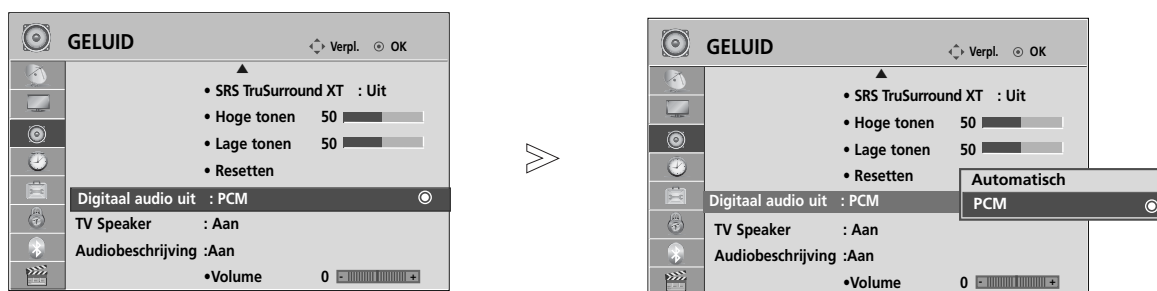 GELUID
Verpl. OK
• SRS TruSurround XT : Uit
• Hoge tonen 50
• Lage tonen 50
• Resetten
Digitaal audio uit : PCM
TV Speaker : Aan
Audiobeschrijving :Aan
•Volume 0 - +
GELUID
Verpl. OK
• SRS TruSurround XT : Uit
• Hoge tonen 50
• Lage tonen 50
• Resetten
Automatisch
Digitaal audio uit : PCM
PCM
TV Speaker : Aan
Audiobeschrijving :Aan
•Volume 0 - +